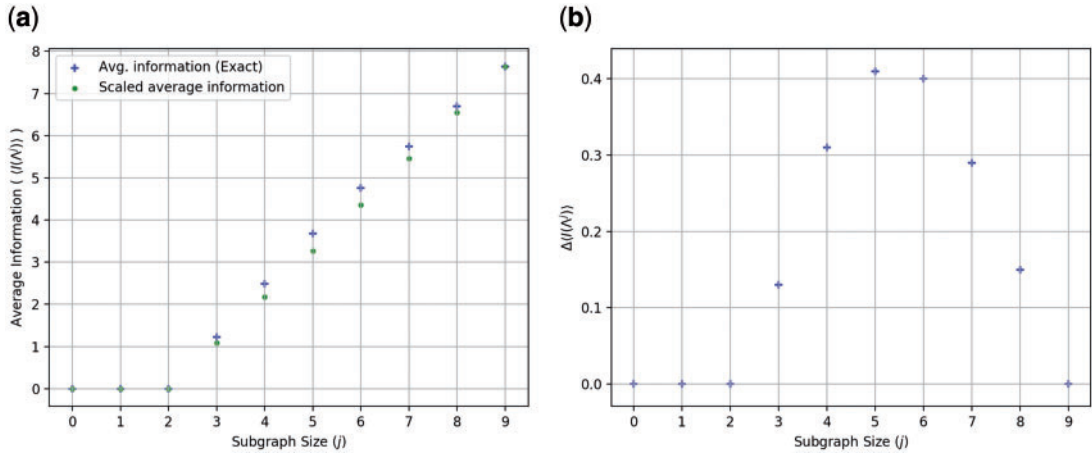 (a)
Average Information ( ⟨I(𝒩)⟩ )
8
7
6
5
4
3
2
1
0
Avg. information (Exact)
Scaled average information
0 1 2 3 4 5 6 7 8 9
Subgraph Size (j)
(b)
Δ⟨I(𝒩)⟩
0.4
0.3
0.2
0.1
0.0
0 1 2 3 4 5 6 7 8 9
Subgraph Size (j)